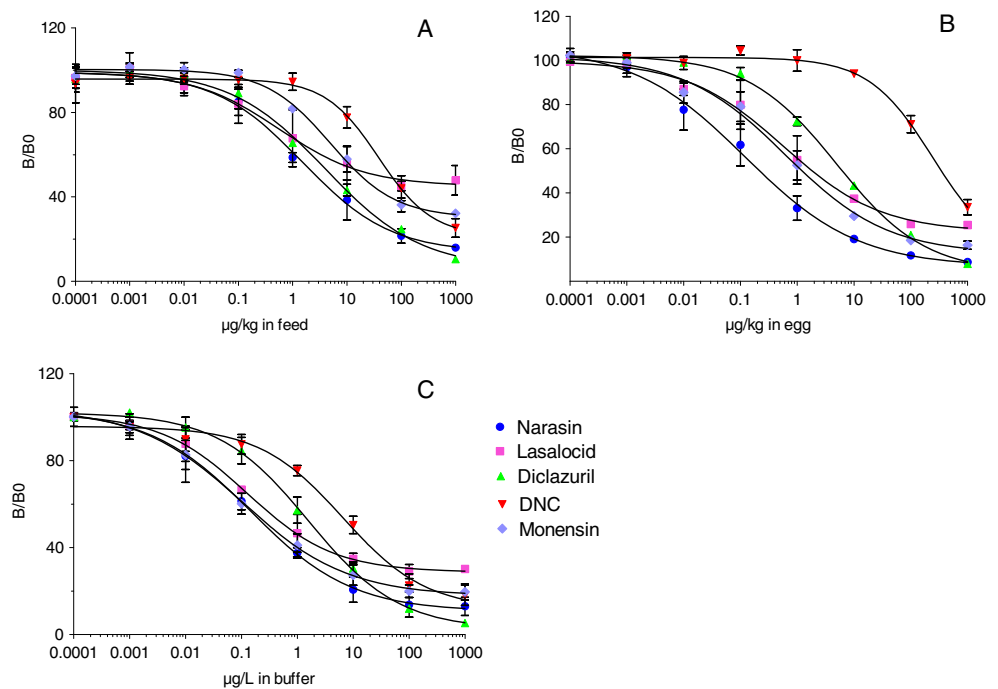 A
120
80
40
0
B/B0
0.0001 0.001 0.01 0.1 1 10 100 1000
µg/kg in feed
B
120
100
80
60
40
20
B/B0
0.0001 0.001 0.01 0.1 1 10 100 1000
µg/kg in egg
C
120
80
40
0
B/B0
0.0001 0.001 0.01 0.1 1 10 100 1000
µg/L in buffer
Narasin
Lasalocid
Diclazuril
DNC
Monensin